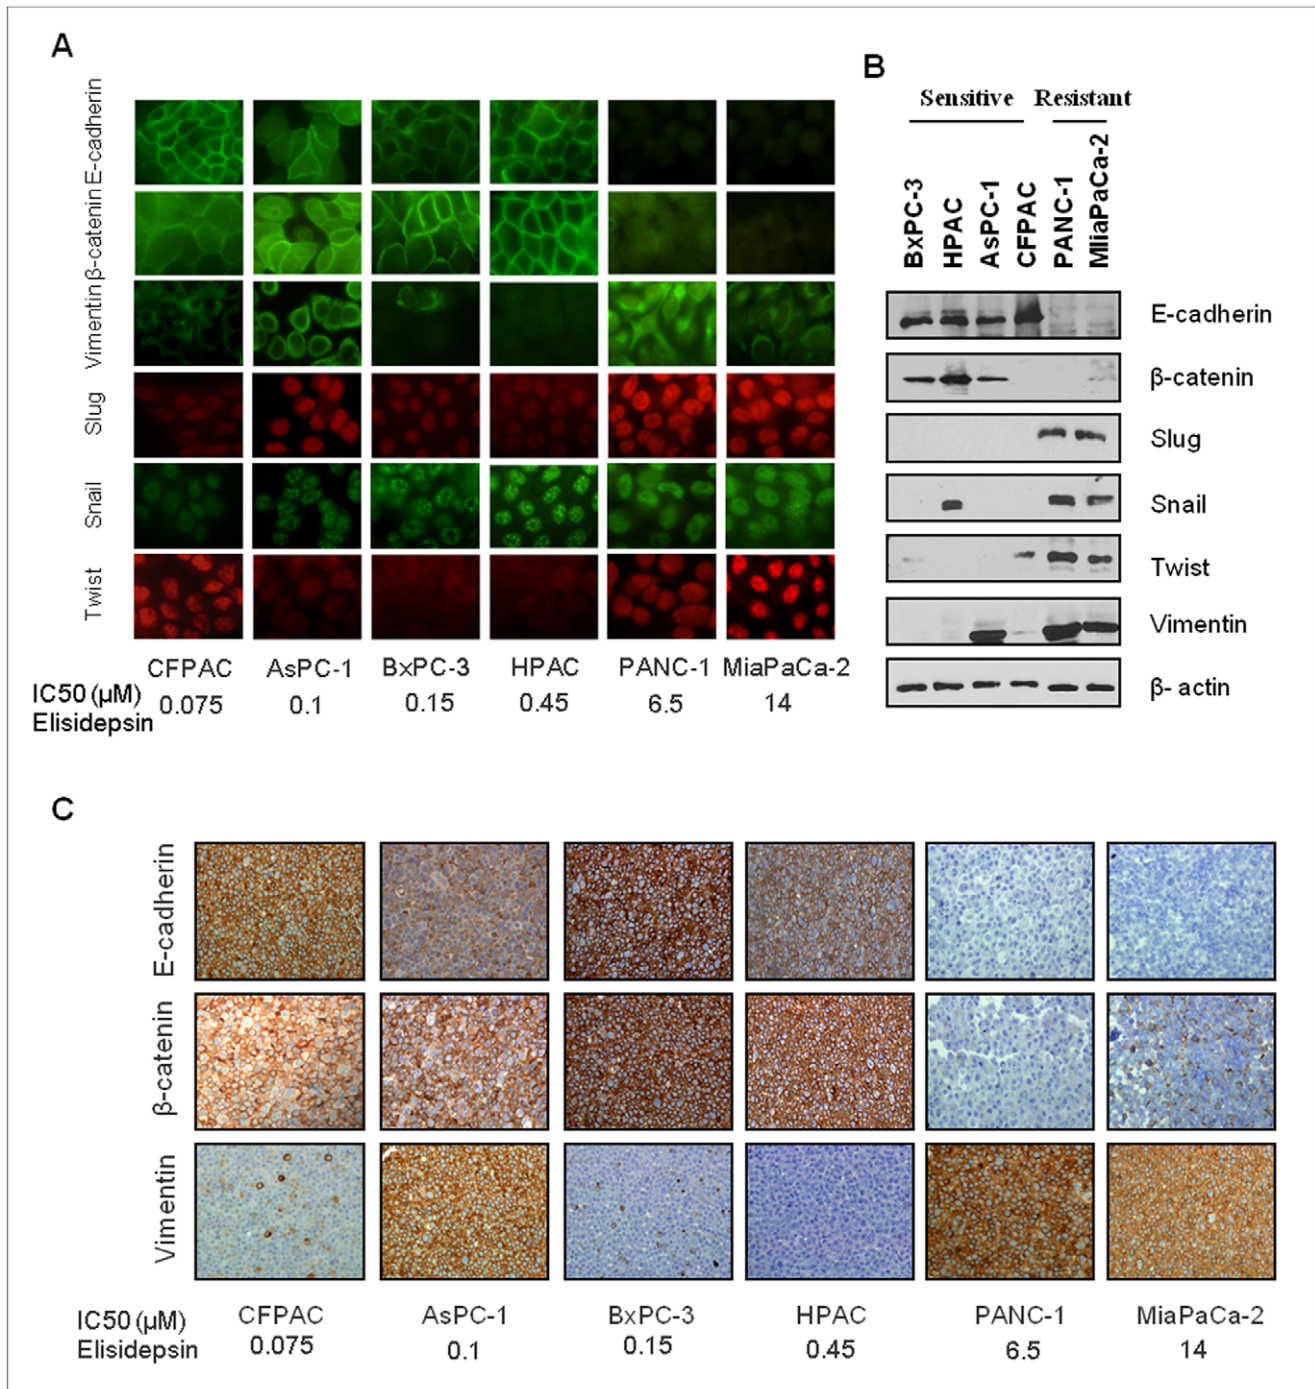 A
E-cadherin
β-catenin
Vimentin
Slug
Snail
Twist
CFPAC AsPC-1 BxPC-3 HPAC PANC-1 MiaPaCa-2
IC50 (µM) 0.075 0.1 0.15 0.45 6.5 14
Elisidepsin
B
Sensitive Resistant
BxPC-3
HPAC
AsPC-1
CFPAC
PANC-1
MIiaPaCa-2
E-cadherin
β-catenin
Slug
Snail
Twist
Vimentin
β- actin
C
E-cadherin
β-catenin
Vimentin
CFPAC AsPC-1 BxPC-3 HPAC PANC-1 MiaPaCa-2
IC50 (µM)
Elisidepsin 0.075 0.1 0.15 0.45 6.5 14